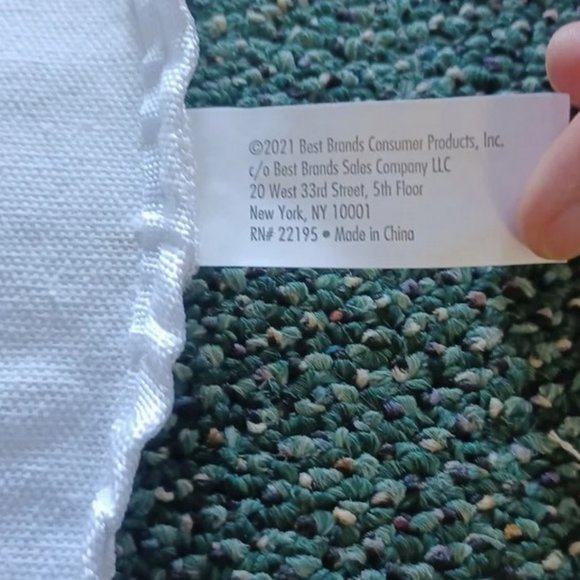 ©2021 Best Brands Consumer Products, Inc.
c/o Best Brands Sales Company LLC
20 West 33rd Street, 5th Floor
New York, NY 10001
RN# 22195 • Made in China